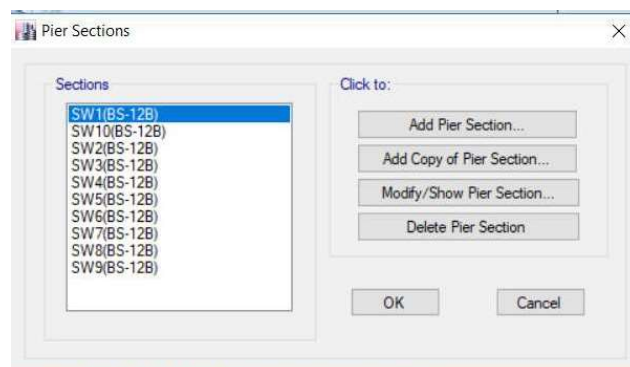 Pier Sections
Sections
SW1(BS-12B)
SW10(BS-12B)
SW2(BS-12B)
SW3(BS-12B)
SW4(BS-12B)
SW5(BS-12B)
SW6(BS-12B)
SW7(BS-12B)
SW8(BS-12B)
SW9(BS-12B)
Click to:
Add Pier Section...
Add Copy of Pier Section...
Modify/Show Pier Section...
Delete Pier Section
OK
Cancel